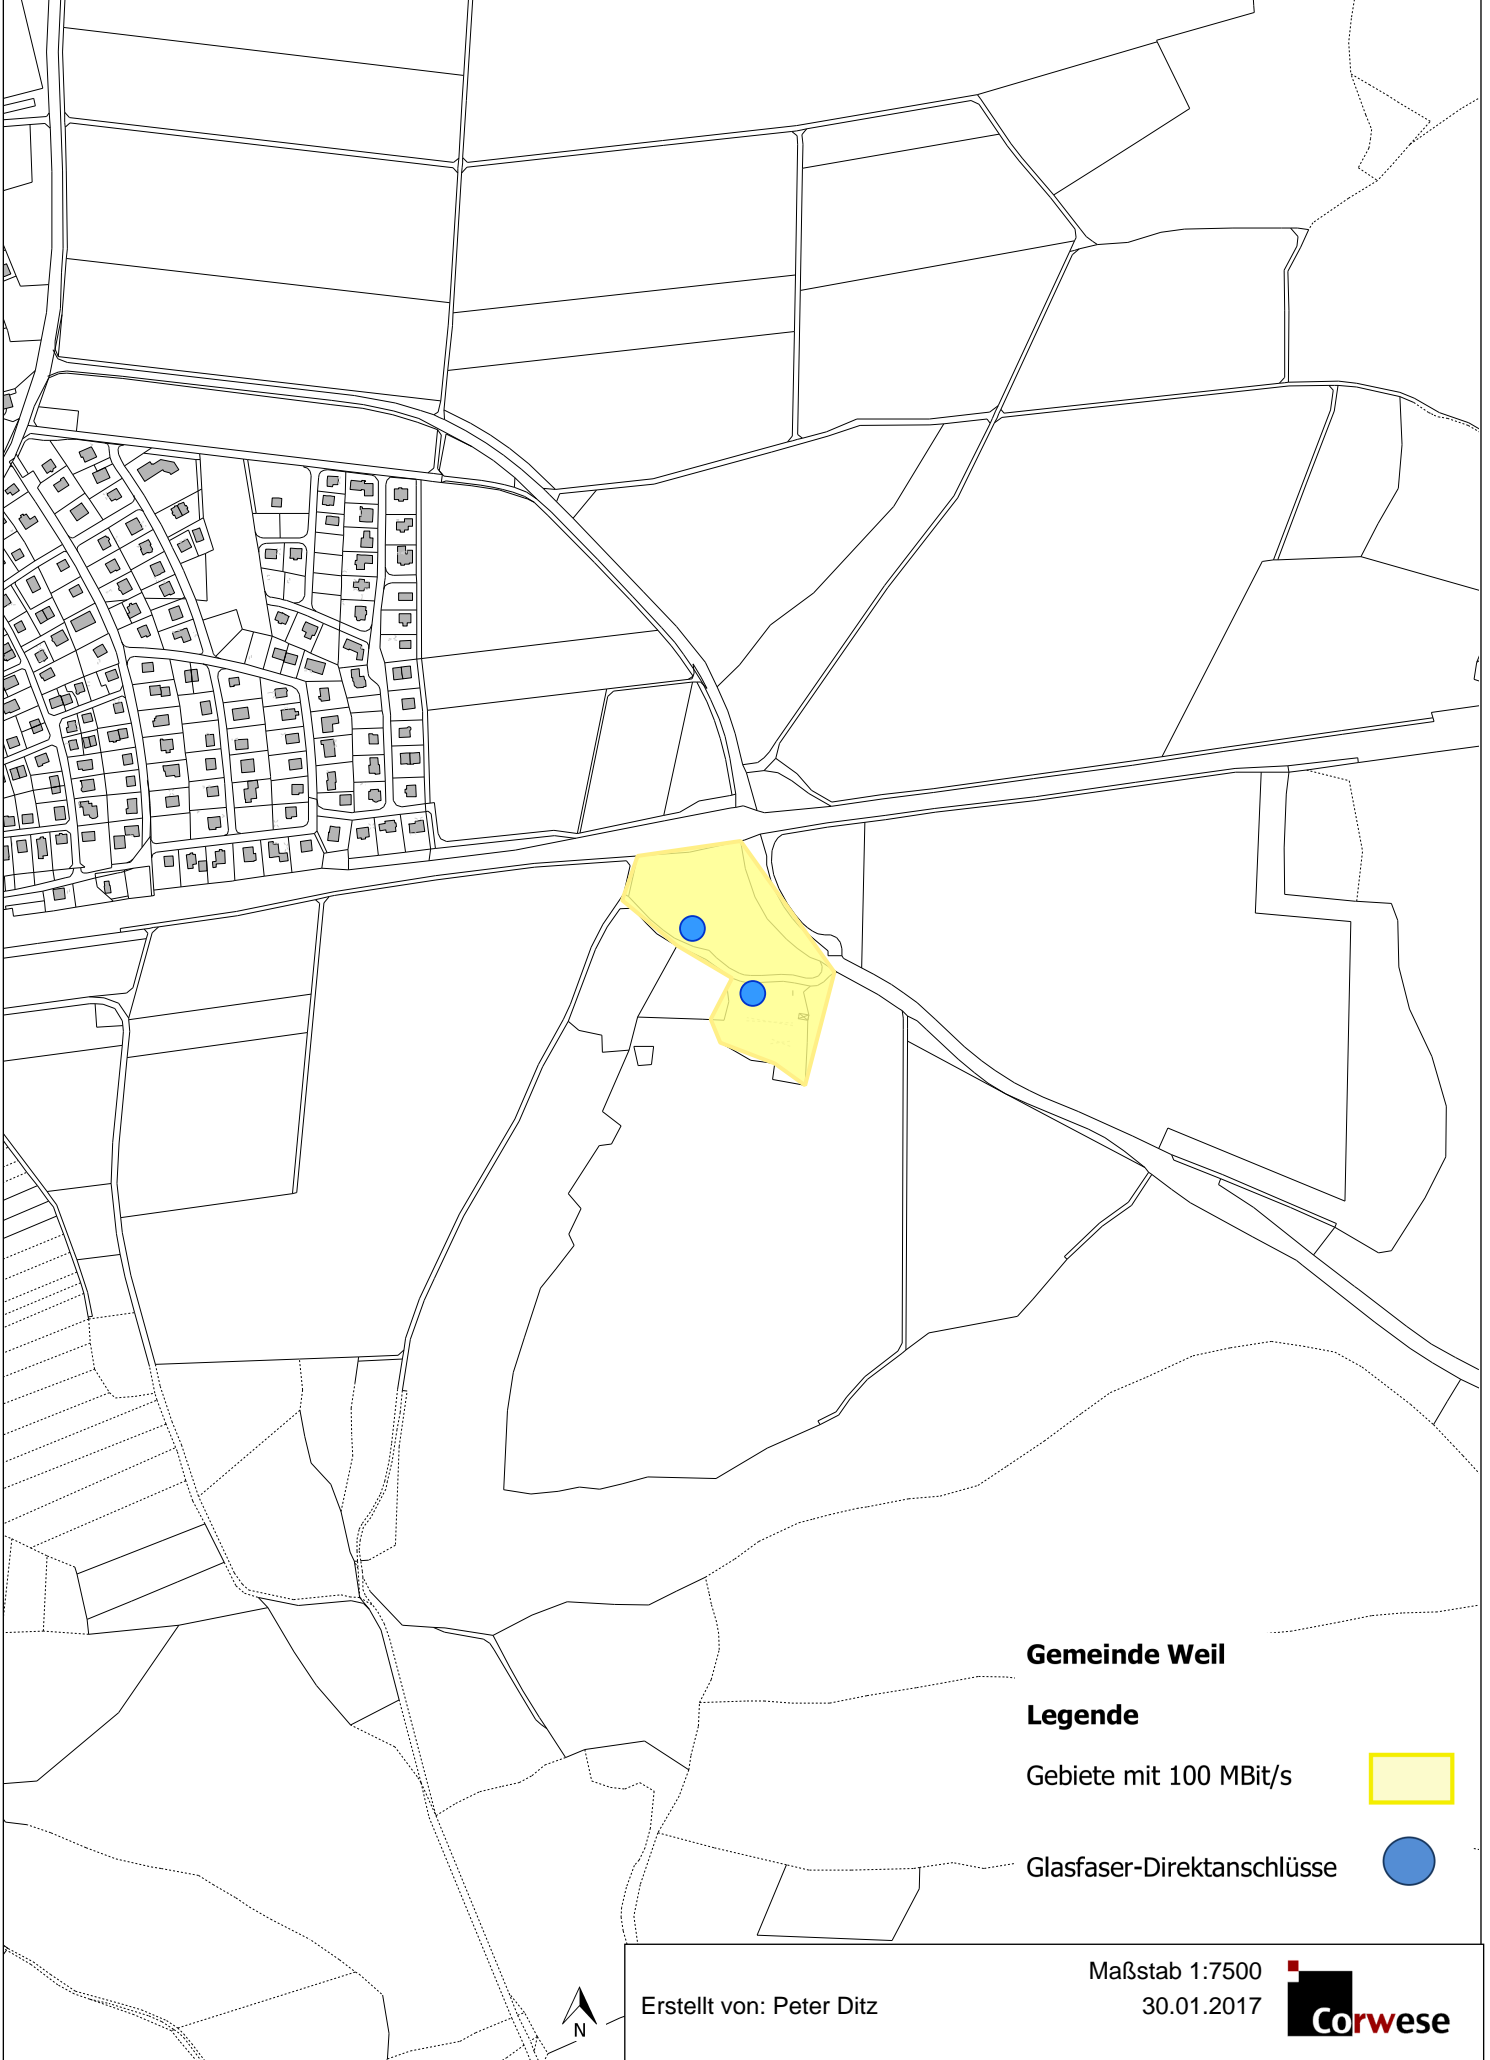 Gemeinde Weil
Legende
Gebiete mit 100 MBit/s
Glasfaser-Direktanschlüsse
N
Erstellt von: Peter Ditz
Maßstab 1:7500
30.01.2017
Corwese